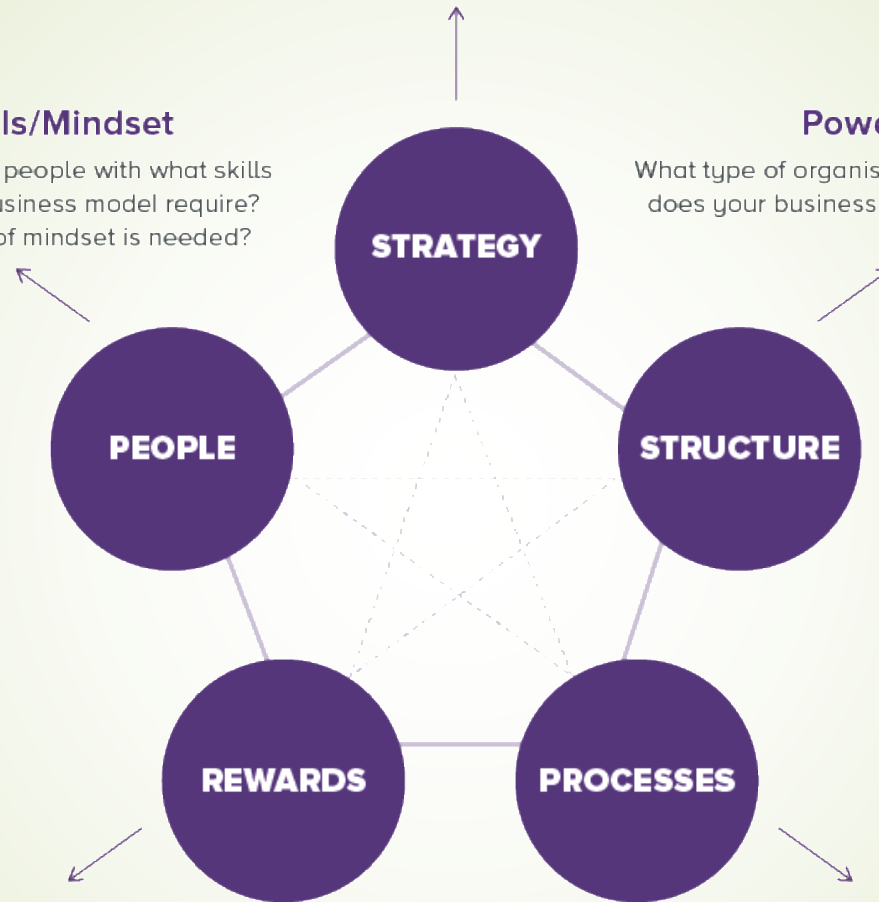 ls/Mindset
people with what skills
usiness model require?
of mindset is needed?
Powe
What type of organis
does your business
STRATEGY
PEOPLE
STRUCTURE
REWARDS
PROCESSES